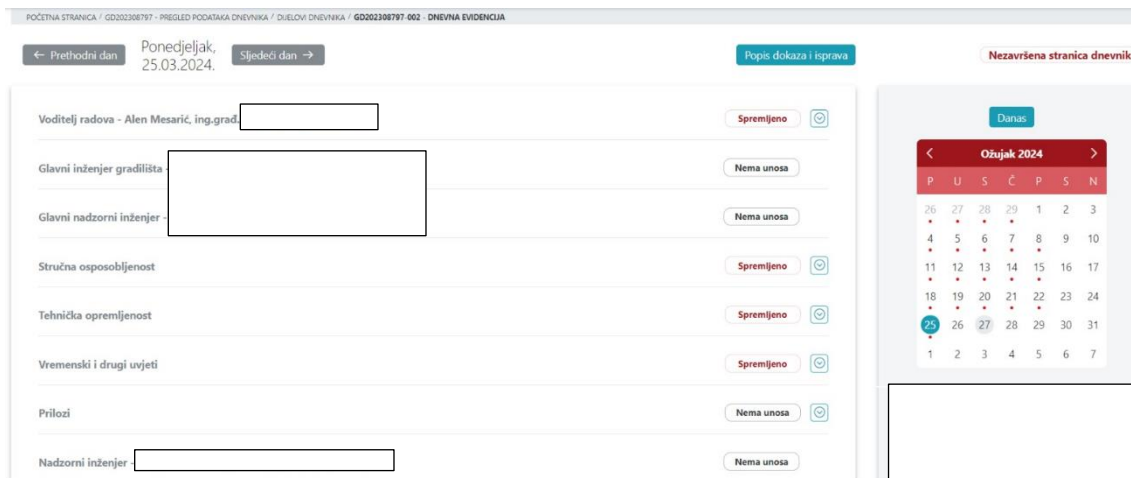 POČETNA STRANICA / GD202308797 - PREGLED PODATAKA DNEVNIKA / DIJELOVI DNEVNIKA / GD202308797-002 - DNEVNA EVIDENCIJA
← Prethodni dan
Ponedjeljak,
25.03.2024.
Sljedeći dan →
Popis dokaza i isprava
Nezavršena stranica dnevnik
Voditelj radova - Alen Mesarić, ing.građ.
Spremljeno
Glavni inženjer gradilišta -
Nema unosa
Glavni nadzorni inženjer -
Nema unosa
Stručna osposobljenost
Spremljeno
Tehnička opremljenost
Spremljeno
Vremenski i drugi uvjeti
Spremljeno
Prilozi
Nema unosa
Nadzorni inženjer -
Nema unosa
Danas
< Ožujak 2024 >
P U S Č P S N
26 27 28 29 1 2 3
4 5 6 7 8 9 10
11 12 13 14 15 16 17
18 19 20 21 22 23 24
25 26 27 28 29 30 31
1 2 3 4 5 6 7